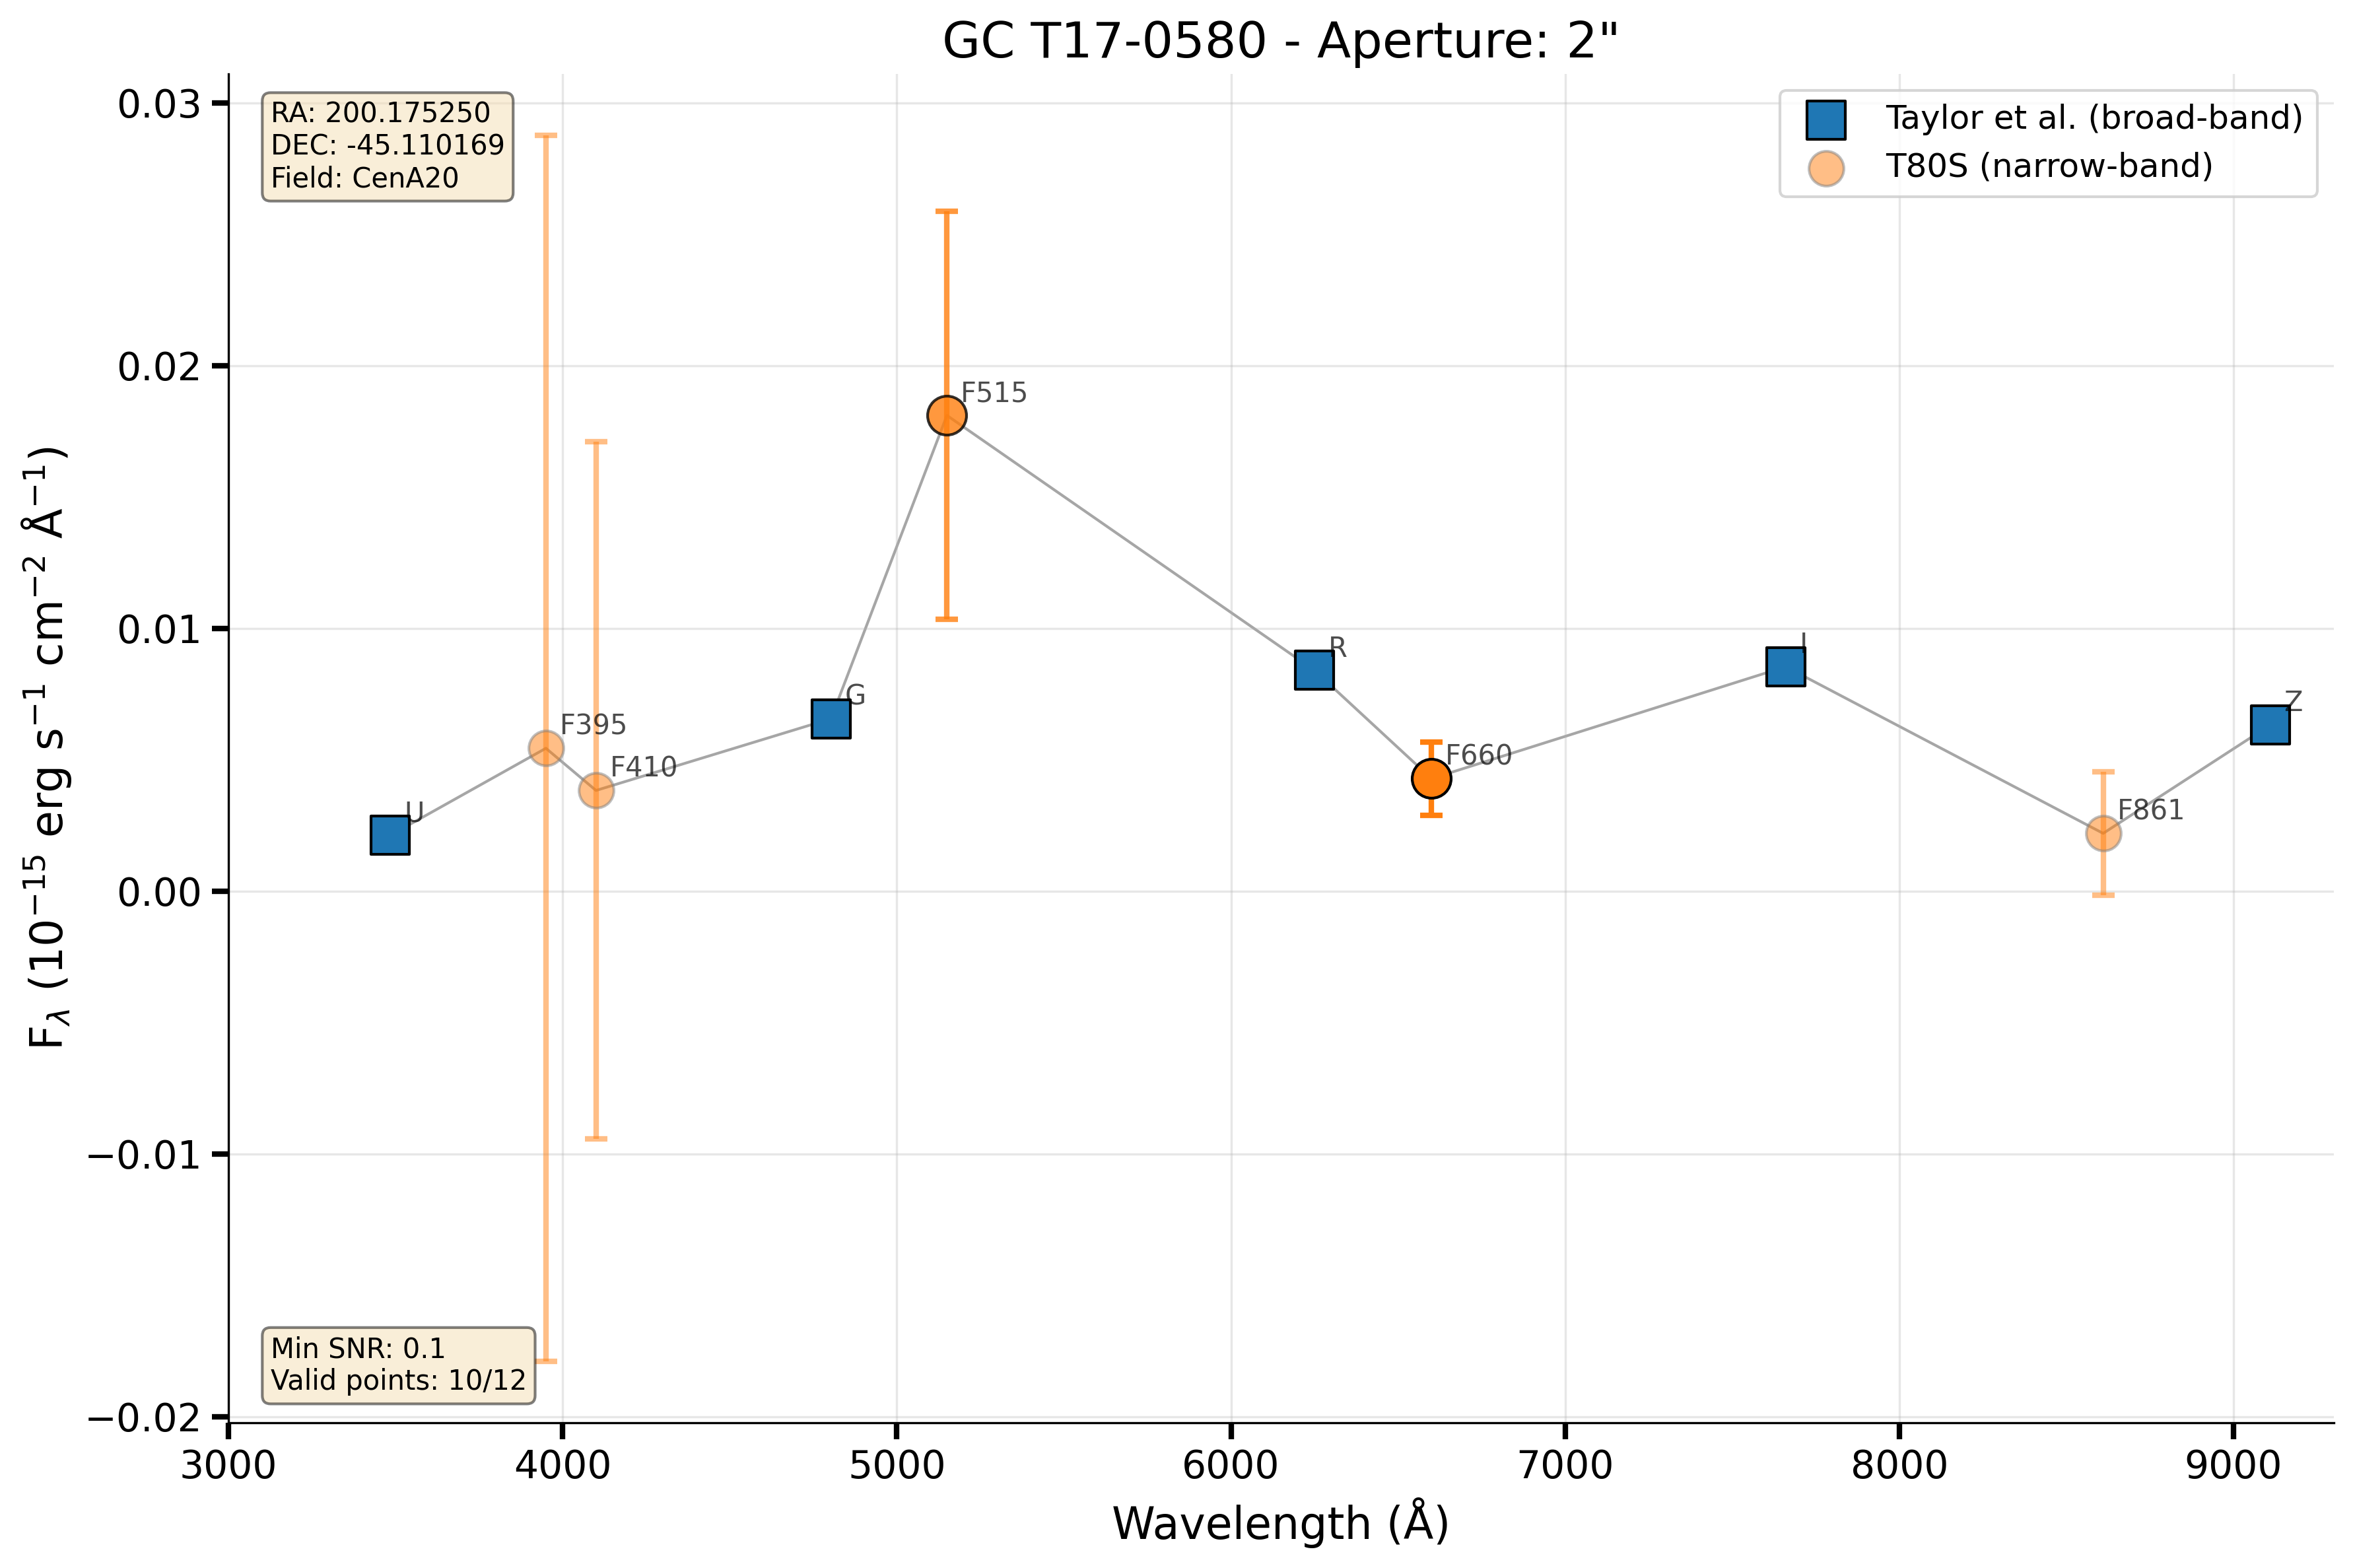 GC T17-0580 - Aperture: 2"
RA: 200.175250
DEC: -45.110169
Field: CenA20
Taylor et al. (broad-band)
T80S (narrow-band)
F_λ (10⁻¹⁵ erg s⁻¹ cm⁻² Å⁻¹)
0.03
0.02
0.01
0.00
−0.01
−0.02
U
F395
F410
G
F515
R
F660
I
F861
Z
Min SNR: 0.1
Valid points: 10/12
3000 4000 5000 6000 7000 8000 9000
Wavelength (Å)